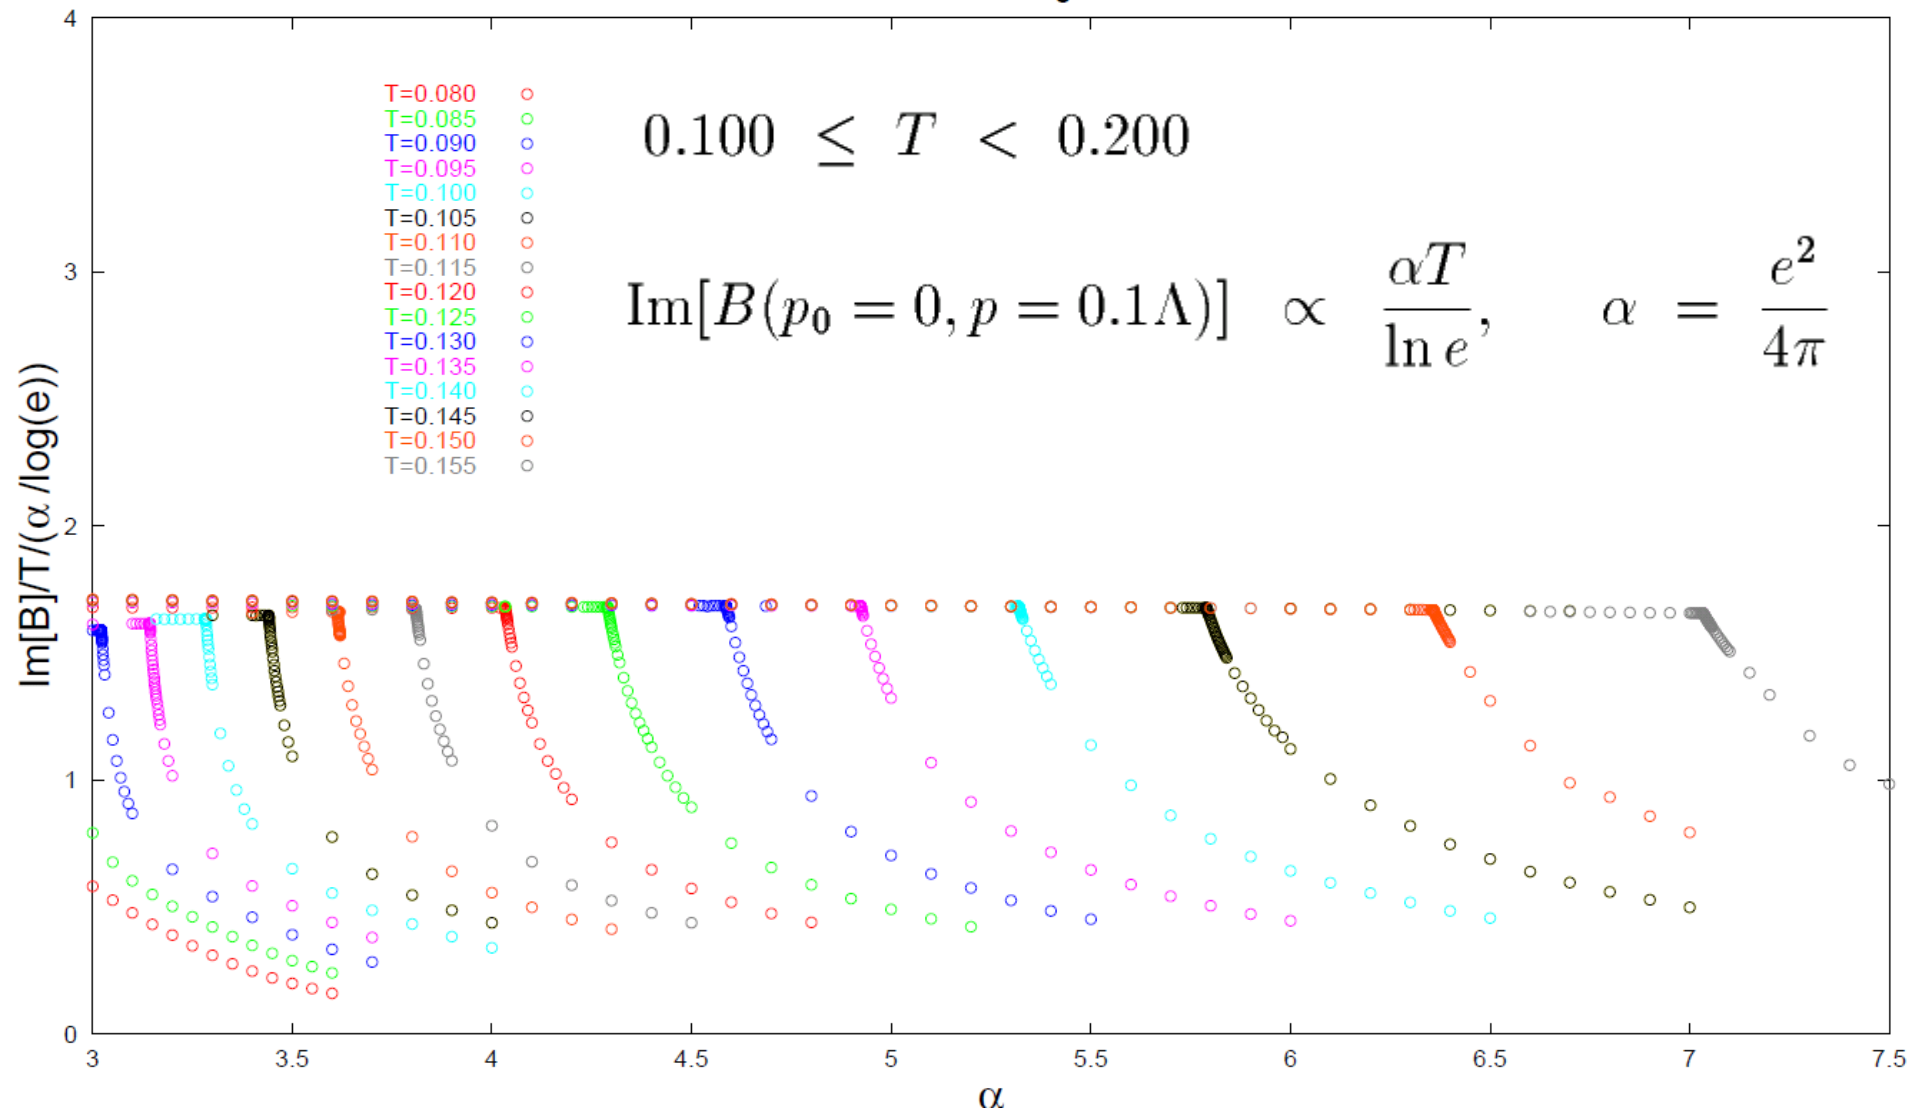 4
T=0.080
T=0.085
0.100 ≤ T < 0.200
T=0.090
T=0.095
T=0.100
T=0.105
T=0.110
T=0.115
3
Im[B(p₀ = 0, p = 0.1Λ)] ∝ αT/ln e, α = e²/4π
T=0.120
T=0.125
T=0.130
T=0.135
T=0.140
T=0.145
T=0.150
T=0.155
Im[B]/T/(α /log(e))
2
1
0
3 3.5 4 4.5 5 5.5 6 6.5 7 7.5
α